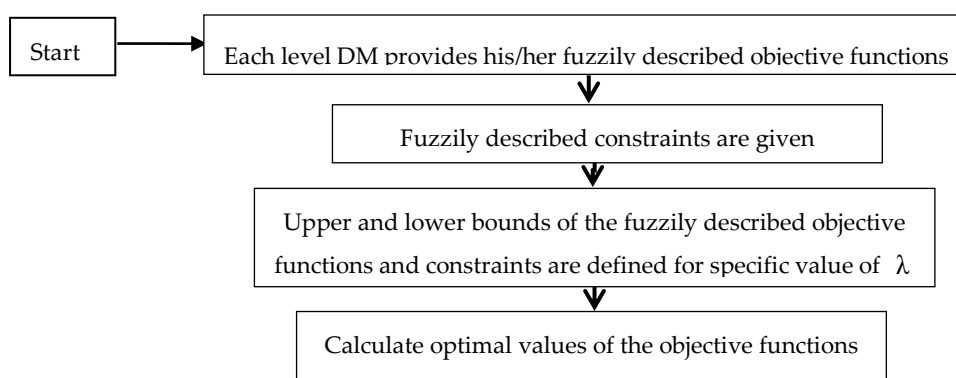 Start
Each level DM provides his/her fuzzily described objective functions
Fuzzily described constraints are given
Upper and lower bounds of the fuzzily described objective
functions and constraints are defined for specific value of λ
Calculate optimal values of the objective functions